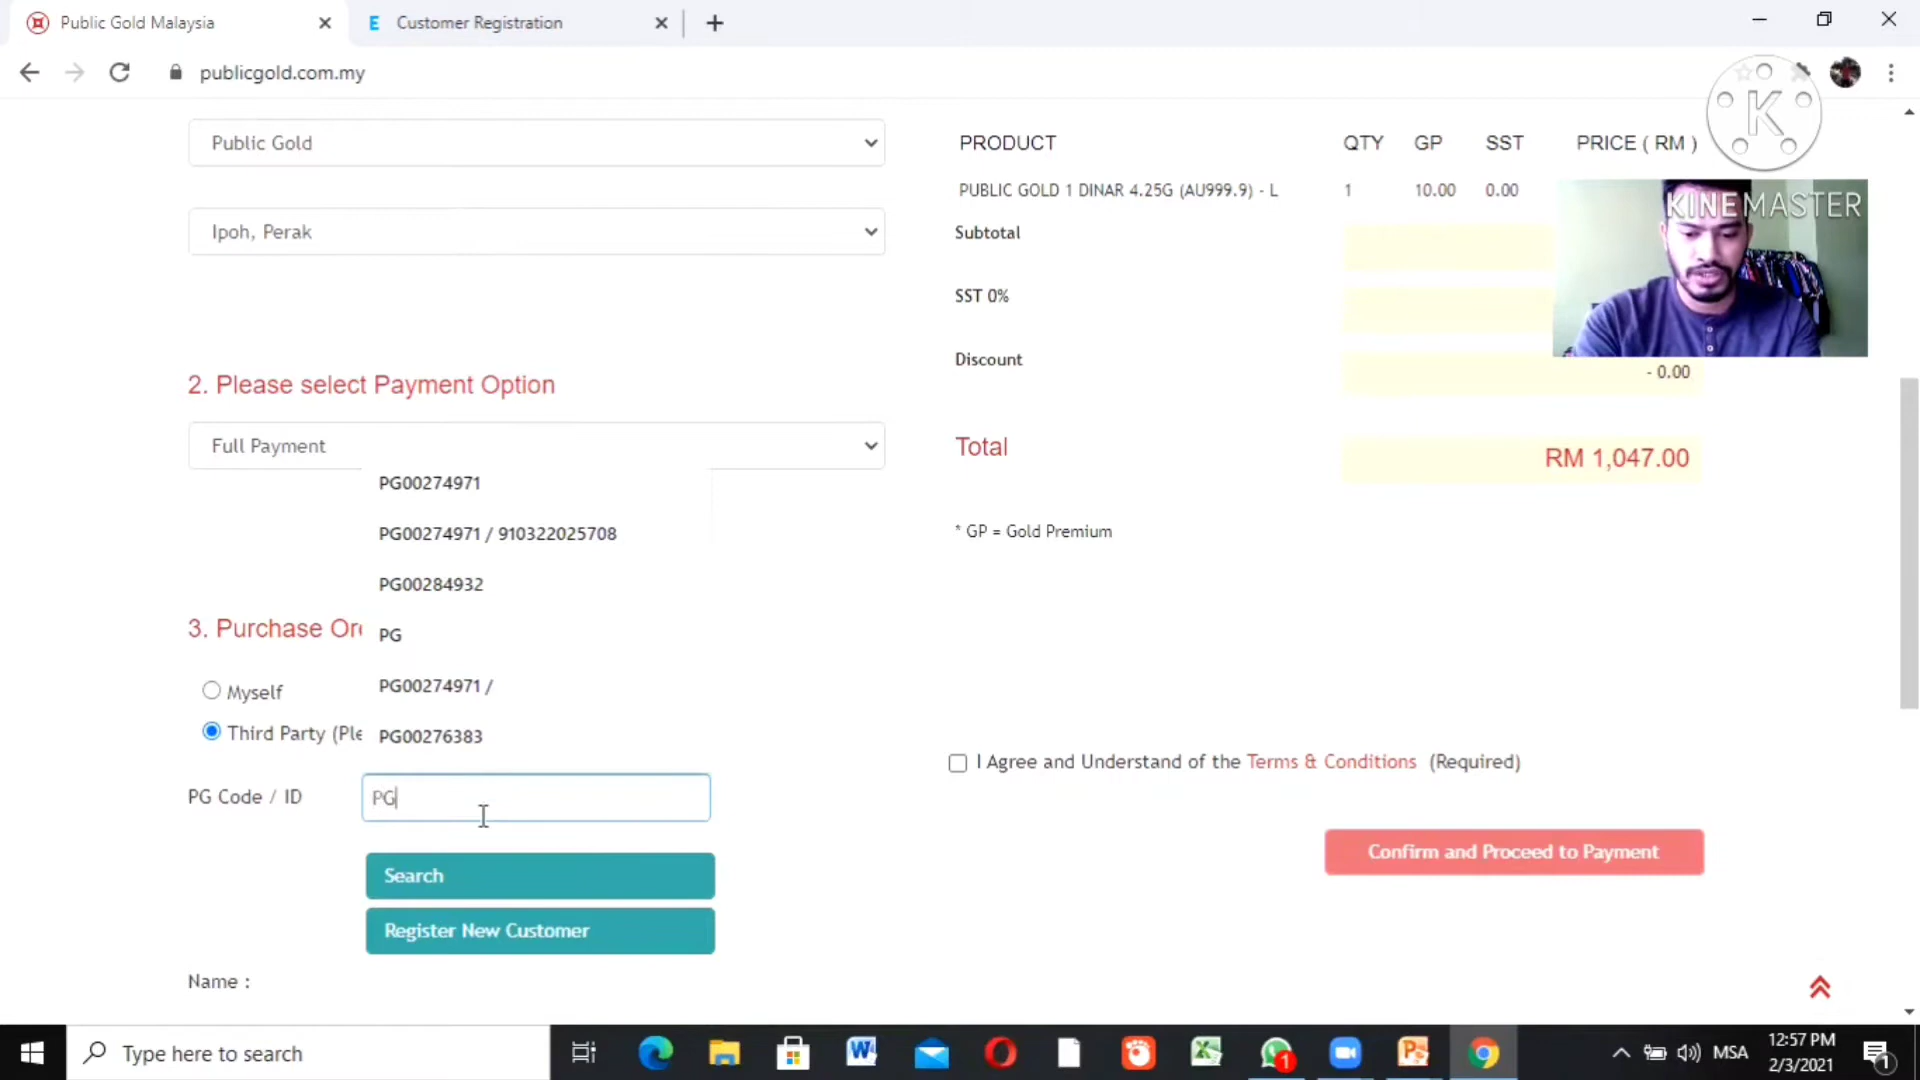 Public Gold Malaysia
E Customer Registration
publicgold.com.my
K
Public Gold
Ipoh, Perak
2. Please select Payment Option
Full Payment
PG00274971
PG00274971 / 910322025708
PG00284932
PG
PG00274971 /
PG00276383
3. Purchase Or
Myself
Third Party (Ple
PG Code / ID
PG
Search
Register New Customer
Name :
PRODUCT QTY GP SST PRICE ( RM )
PUBLIC GOLD 1 DINAR 4.25G (AU999.9) - L 1 10.00 0.00
KINEMASTER
Subtotal
SST 0%
Discount
- 0.00
Total
RM 1,047.00
* GP = Gold Premium
I Agree and Understand of the Terms & Conditions (Required)
Confirm and Proceed to Payment
Type here to search
1
MSA
12:57 PM
2/3/2021
1